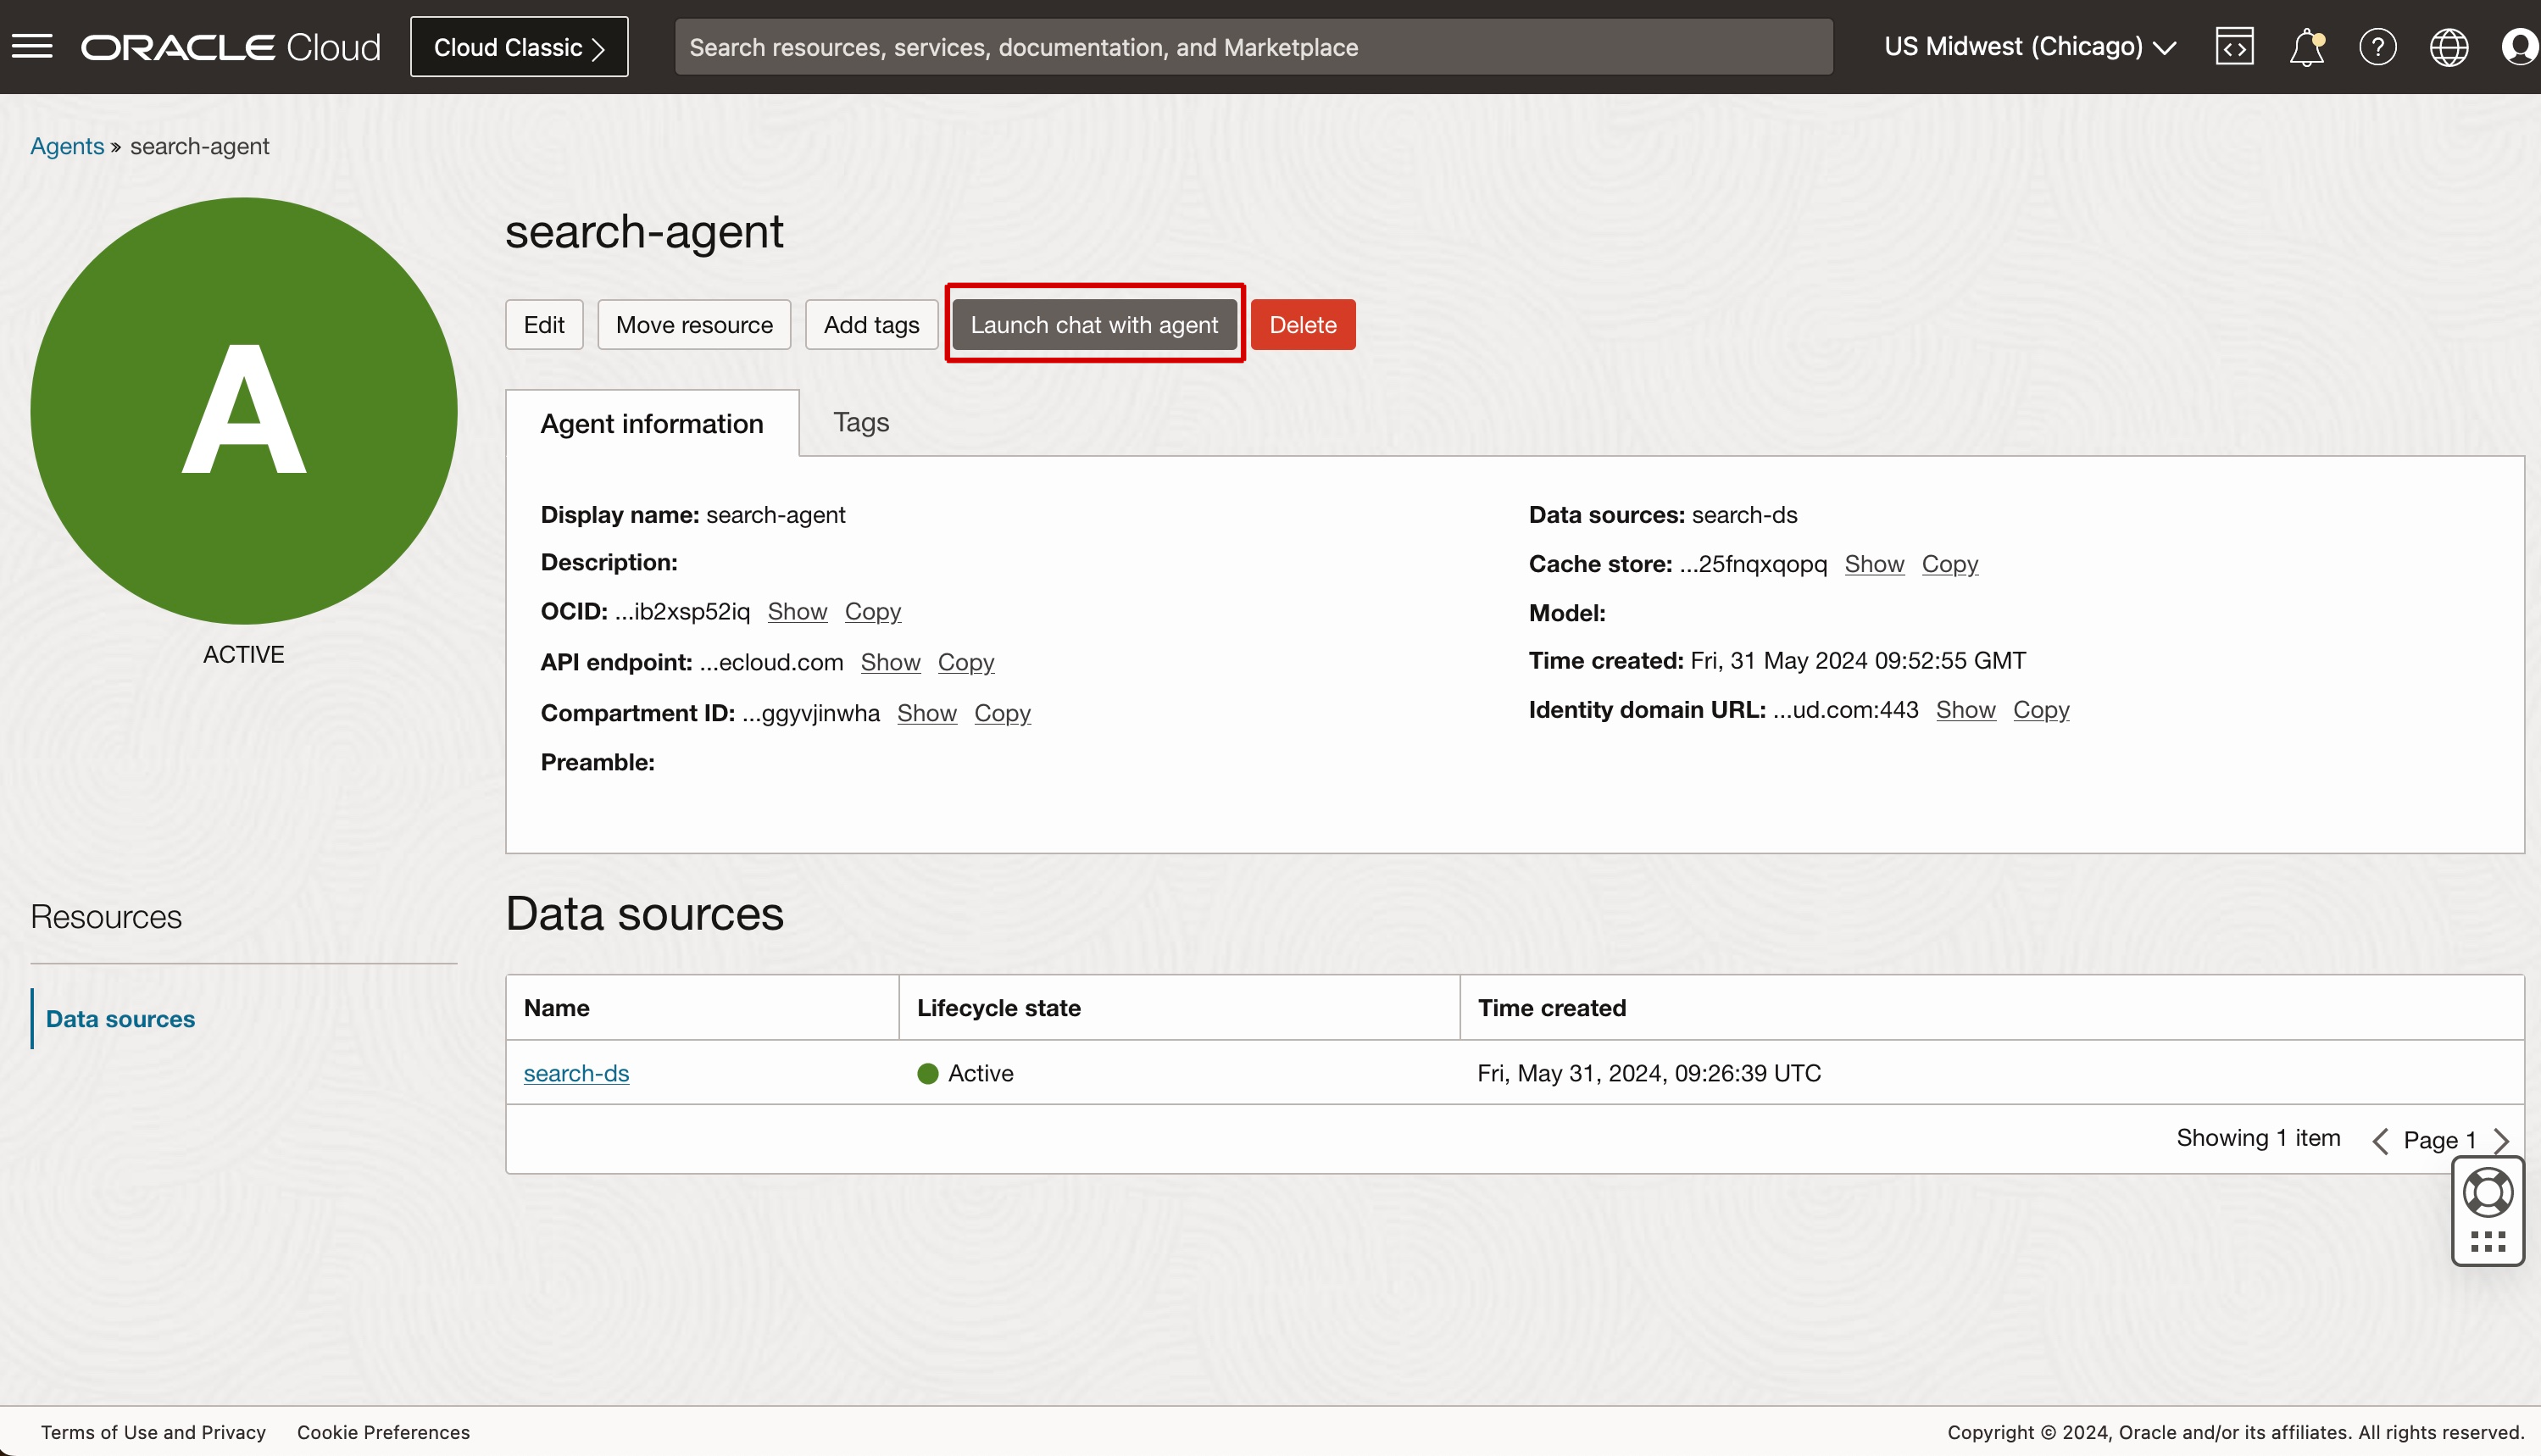 ORACLE Cloud
Cloud Classic
Search resources, services, documentation, and Marketplace
US Midwest (Chicago)
Agents » search-agent
A
ACTIVE
search-agent
Edit
Move resource
Add tags
Launch chat with agent
Delete
Agent information
Tags
Display name: search-agent
Description:
OCID: ...ib2xsp52iq Show Copy
API endpoint: ...ecloud.com Show Copy
Compartment ID: ...ggyvjinwha Show Copy
Preamble:
Data sources: search-ds
Cache store: ...25fnqxqopq Show Copy
Model:
Time created: Fri, 31 May 2024 09:52:55 GMT
Identity domain URL: ...ud.com:443 Show Copy
Resources
Data sources
Data sources
Name Lifecycle state Time created
search-ds Active Fri, May 31, 2024, 09:26:39 UTC
Showing 1 item < Page 1 >
Terms of Use and Privacy Cookie Preferences
Copyright © 2024, Oracle and/or its affiliates. All rights reserved.